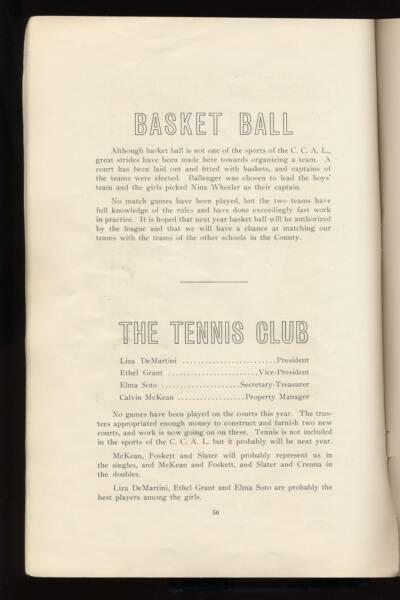 BASKET BALL
Although basket ball is not one of the sports of the C. C. A. L.,
great strides have been made here towards organizing a team. A
court has been laid out and fitted with baskets, and captains of
the teams were elected. Ballenger was chosen to lead the boys'
team and the girls picked Nina Wheeler as their captain.
No match games have been played, but the two teams have
full knowledge of the rules and have done exceedingly fast work
in practice. It is hoped that next year basket ball will be authorized
by the league and that we will have a chance at matching our
teams with the teams of the other schools in the County.
THE TENNIS CLUB
Liza DeMartini ........................President
Ethel Grant .......................Vice-President
Elma Soto ....................Secretary-Treasurer
Calvin McKean .................Property Manager
No games have been played on the courts this year. The trus-
tees appropriated enough money to construct and furnish two new
courts, and work is now going on on these. Tennis is not included
in the sports of the C. C. A. L. but it probably will be next year.
McKean, Foskett and Slater will probably represent us in
the singles, and McKean and Foskett, and Slater and Crenna in
the doubles.
Liza DeMartini, Ethel Grant and Elma Soto are probably the
best players among the girls.
56